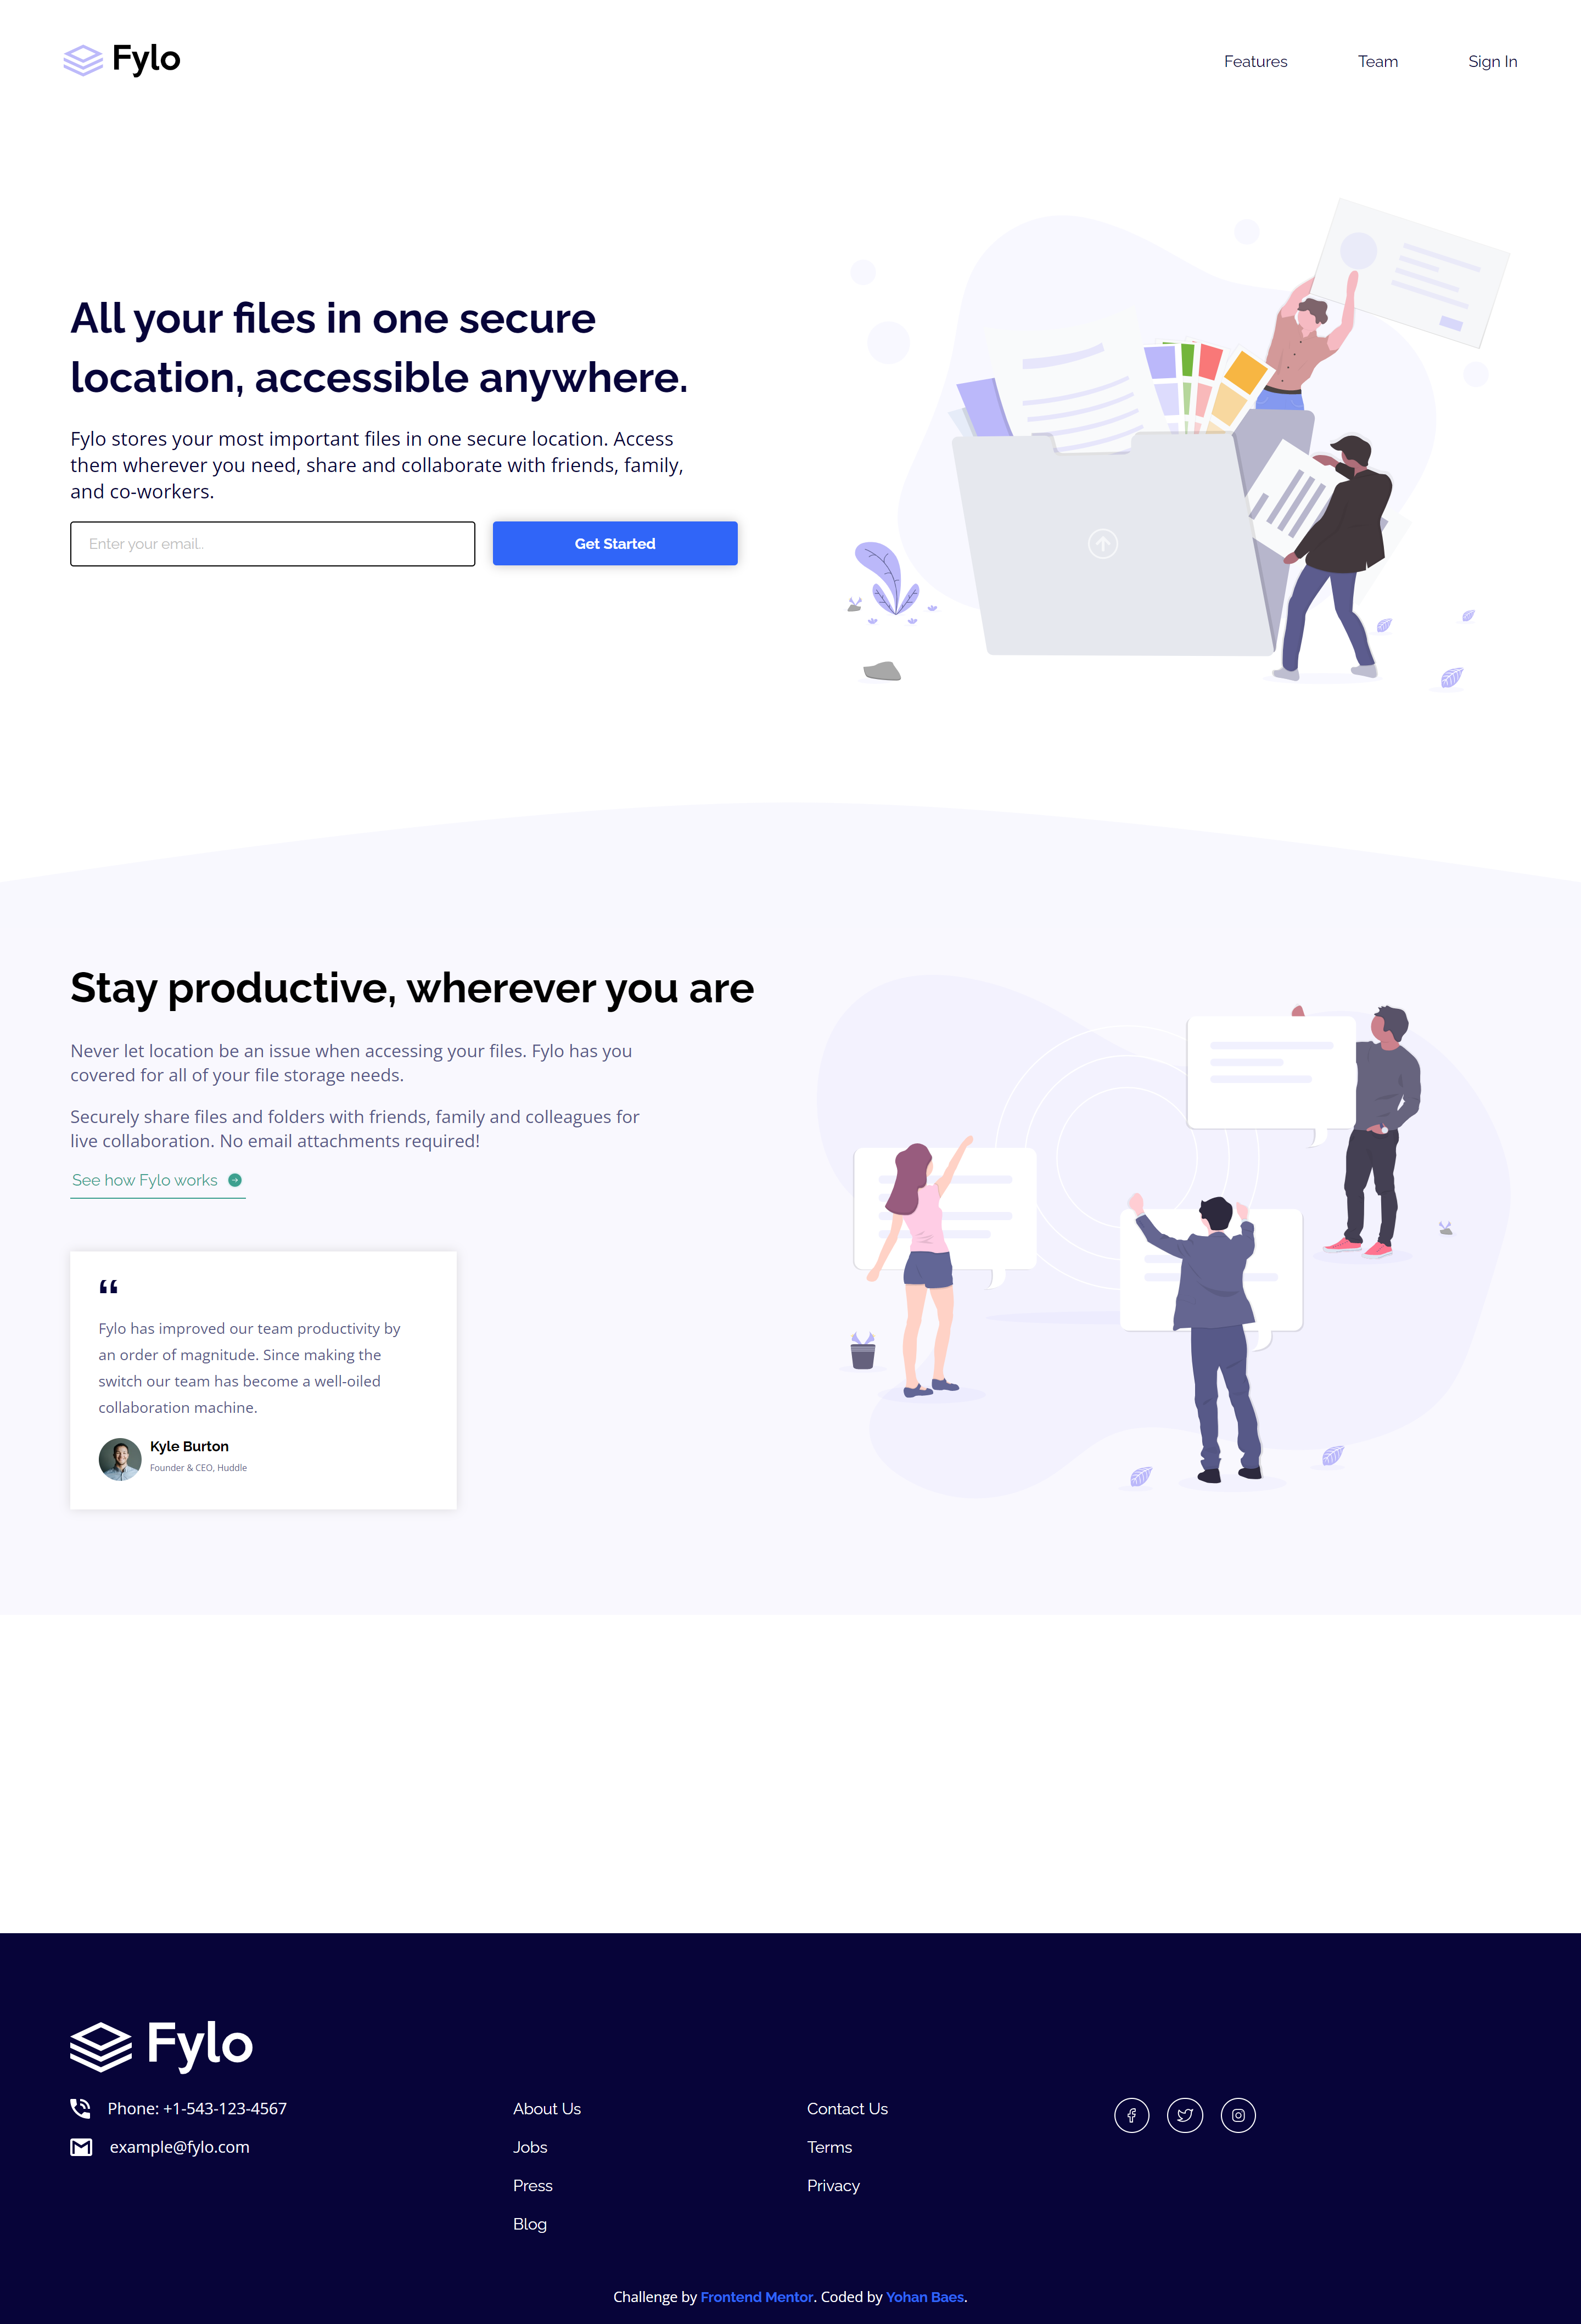 Fylo
Features
Team
Sign In
All your files in one secure
location, accessible anywhere.
Fylo stores your most important files in one secure location. Access
them wherever you need, share and collaborate with friends, family,
and co-workers.
Enter your email..
Get Started
Stay productive, wherever you are
Never let location be an issue when accessing your files. Fylo has you
covered for all of your file storage needs.
Securely share files and folders with friends, family and colleagues for
live collaboration. No email attachments required!
See how Fylo works
“
Fylo has improved our team productivity by
an order of magnitude. Since making the
switch our team has become a well-oiled
collaboration machine.
Kyle Burton
Founder & CEO, Huddle
Fylo
Phone: +1-543-123-4567
example@fylo.com
About Us
Jobs
Press
Blog
Contact Us
Terms
Privacy
Challenge by Frontend Mentor. Coded by Yohan Baes.